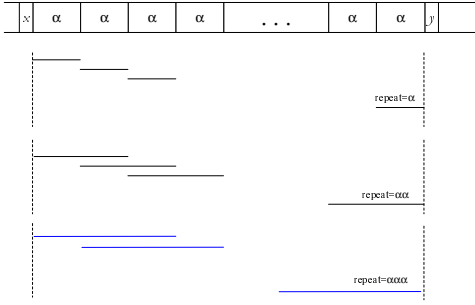 x α α α α . . . α α y
repeat=α
repeat=αα
repeat=ααα